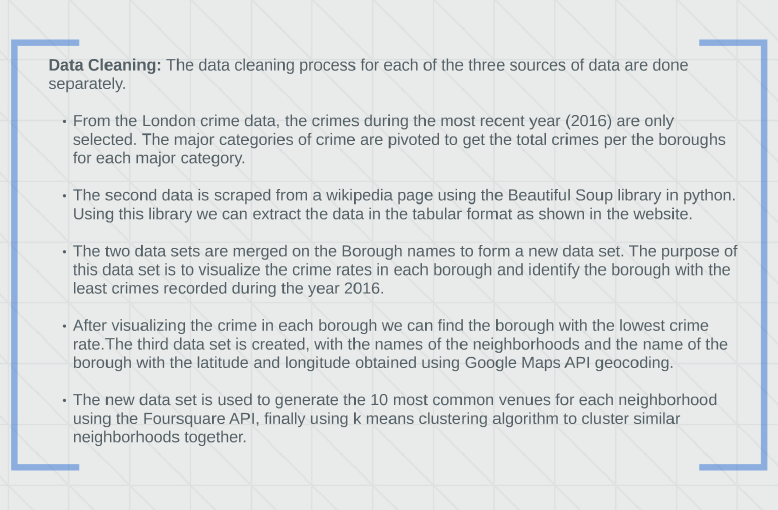 Data Cleaning: The data cleaning process for each of the three sources of data are done
separately.
• From the London crime data, the crimes during the most recent year (2016) are only
selected. The major categories of crime are pivoted to get the total crimes per the boroughs
for each major category.
• The second data is scraped from a wikipedia page using the Beautiful Soup library in python.
Using this library we can extract the data in the tabular format as shown in the website.
• The two data sets are merged on the Borough names to form a new data set. The purpose of
this data set is to visualize the crime rates in each borough and identify the borough with the
least crimes recorded during the year 2016.
• After visualizing the crime in each borough we can find the borough with the lowest crime
rate.The third data set is created, with the names of the neighborhoods and the name of the
borough with the latitude and longitude obtained using Google Maps API geocoding.
• The new data set is used to generate the 10 most common venues for each neighborhood
using the Foursquare API, finally using k means clustering algorithm to cluster similar
neighborhoods together.